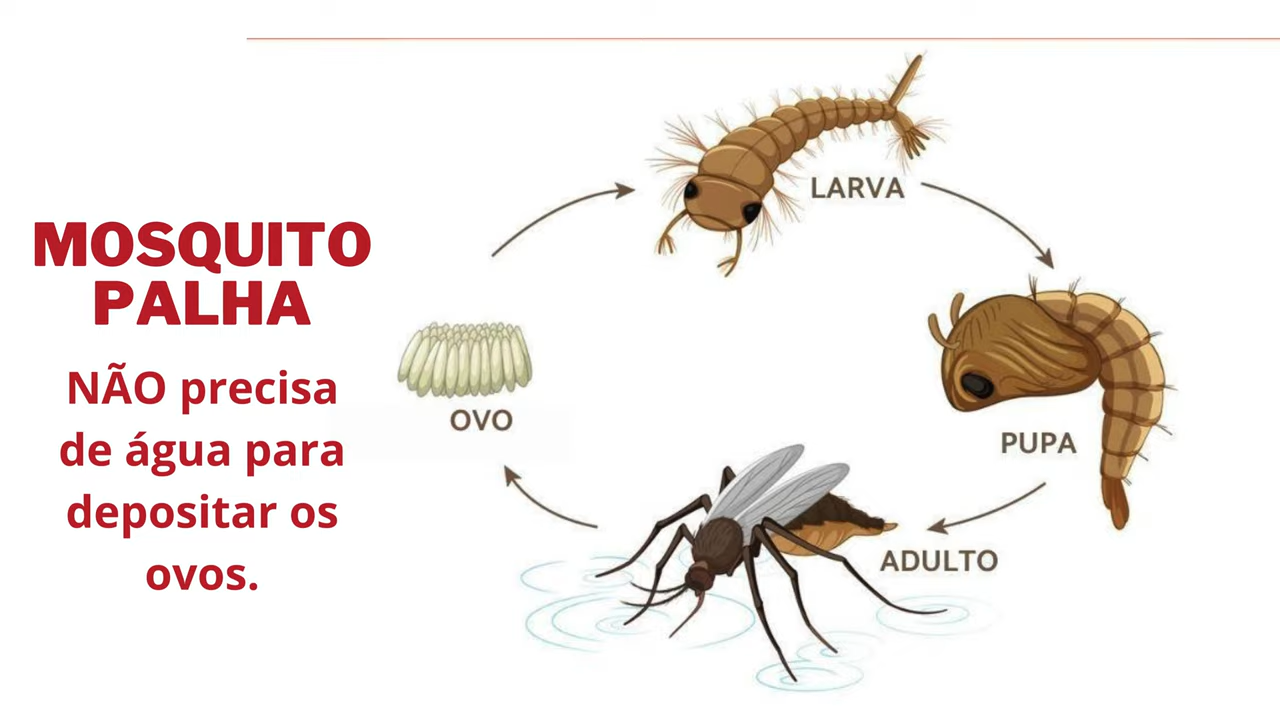 MOSQUITO
PALHA
NÃO precisa
de água para
depositar os
ovos.
LARVA
OVO
PUPA
ADULTO